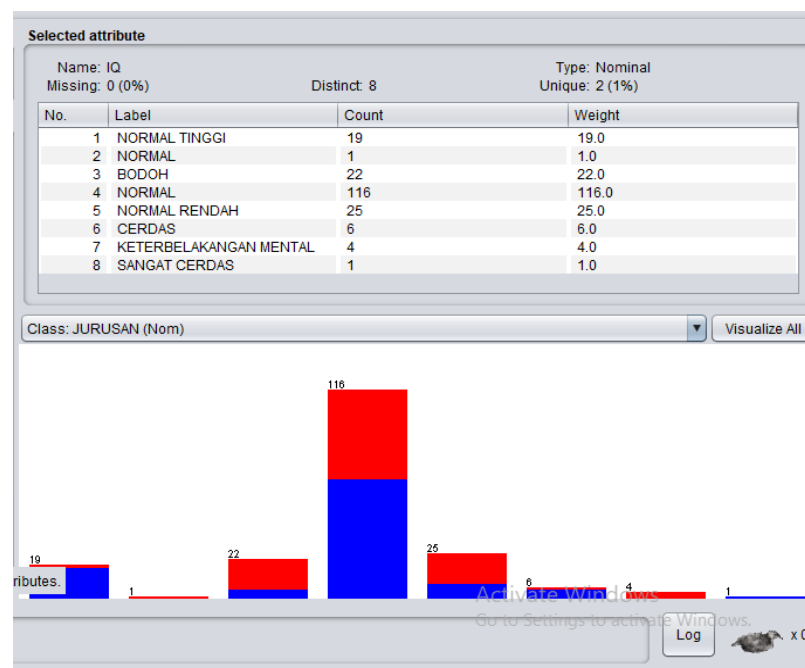 Selected attribute
Name: IQ Type: Nominal
Missing: 0 (0%) Distinct: 8 Unique: 2 (1%)
No. Label Count Weight
1 NORMAL TINGGI 19 19.0
2 NORMAL 1 1.0
3 BODOH 22 22.0
4 NORMAL 116 116.0
5 NORMAL RENDAH 25 25.0
6 CERDAS 6 6.0
7 KETERBELAKANGAN MENTAL 4 4.0
8 SANGAT CERDAS 1 1.0
Class: JURUSAN (Nom) Visualize All
116
19 1 22 25 6 4 1
ributes.
Activate Windows
Go to Settings to activate Windows.
Log x 0